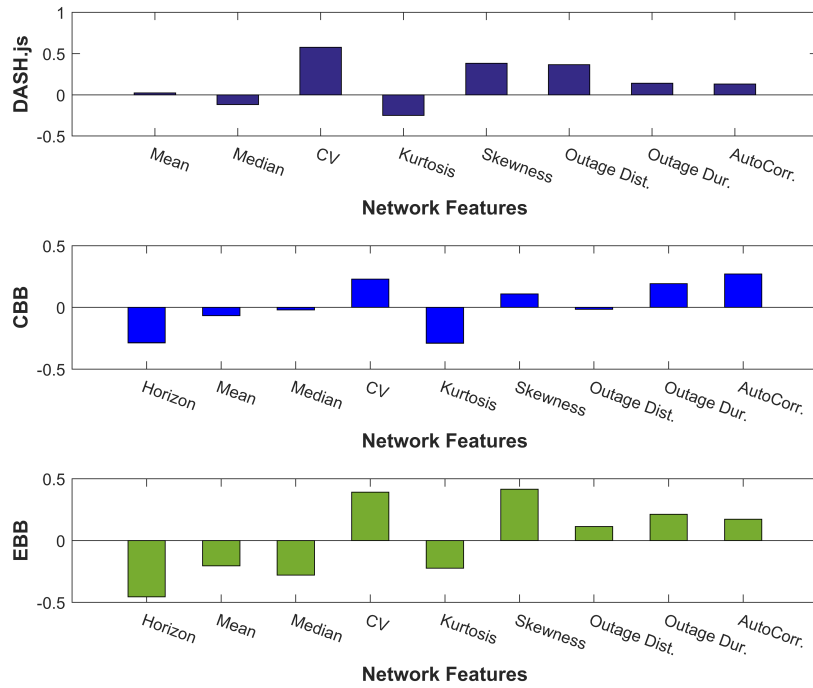 1
0.5
0
-0.5
DASH.js
Mean Median CV Kurtosis Skewness Outage Dist. Outage Dur. AutoCorr.
Network Features
0.5
0
-0.5
CBB
Horizon Mean Median CV Kurtosis Skewness Outage Dist. Outage Dur. AutoCorr.
Network Features
0.5
0
-0.5
EBB
Horizon Mean Median CV Kurtosis Skewness Outage Dist. Outage Dur. AutoCorr.
Network Features